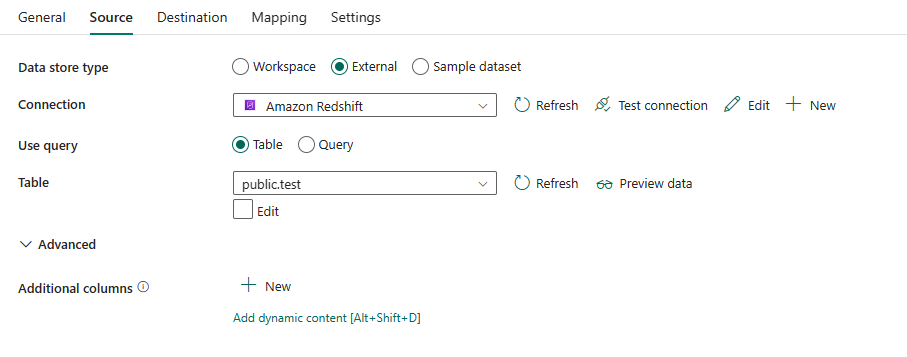 General Source Destination Mapping Settings
Data store type Workspace External Sample dataset
Connection Amazon Redshift Refresh Test connection Edit New
Use query Table Query
Table public.test Refresh Preview data
Edit
Advanced
Additional columns New
Add dynamic content [Alt+Shift+D]